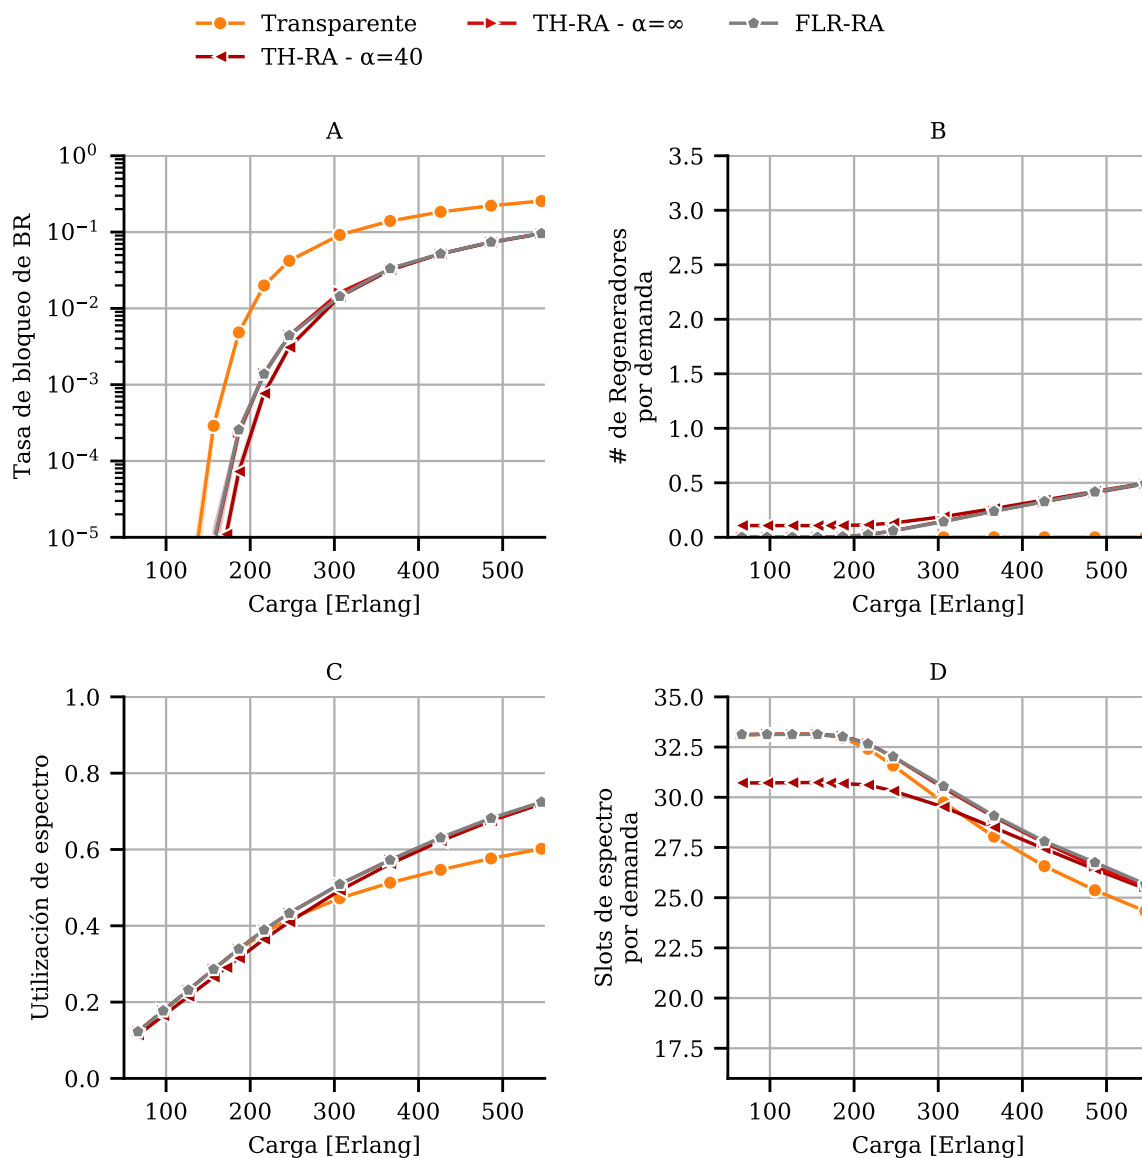 Transparente TH-RA - α=∞ FLR-RA
TH-RA - α=40
A
10⁰
10⁻¹
10⁻²
10⁻³
10⁻⁴
10⁻⁵
Tasa de bloqueo de BR
100 200 300 400 500
Carga [Erlang]
B
3.5
3.0
2.5
2.0
1.5
1.0
0.5
0.0
# de Regeneradores
por demanda
100 200 300 400 500
Carga [Erlang]
C
1.0
0.8
0.6
0.4
0.2
0.0
Utilización de espectro
100 200 300 400 500
Carga [Erlang]
D
35.0
32.5
30.0
27.5
25.0
22.5
20.0
17.5
Slots de espectro
por demanda
100 200 300 400 500
Carga [Erlang]